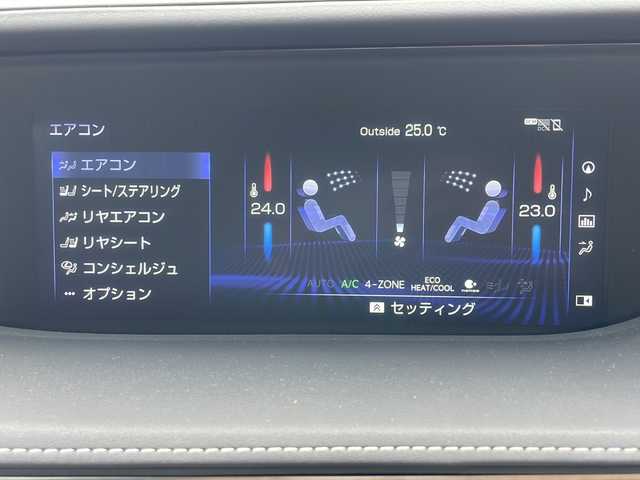 エアコン
Outside 25.0 ℃
エアコン
シート/ステアリング
リヤエアコン
リヤシート
コンシェルジュ
オプション
24.0
23.0
AUTO A/C 4-ZONE ECO HEAT/COOL
セッティング